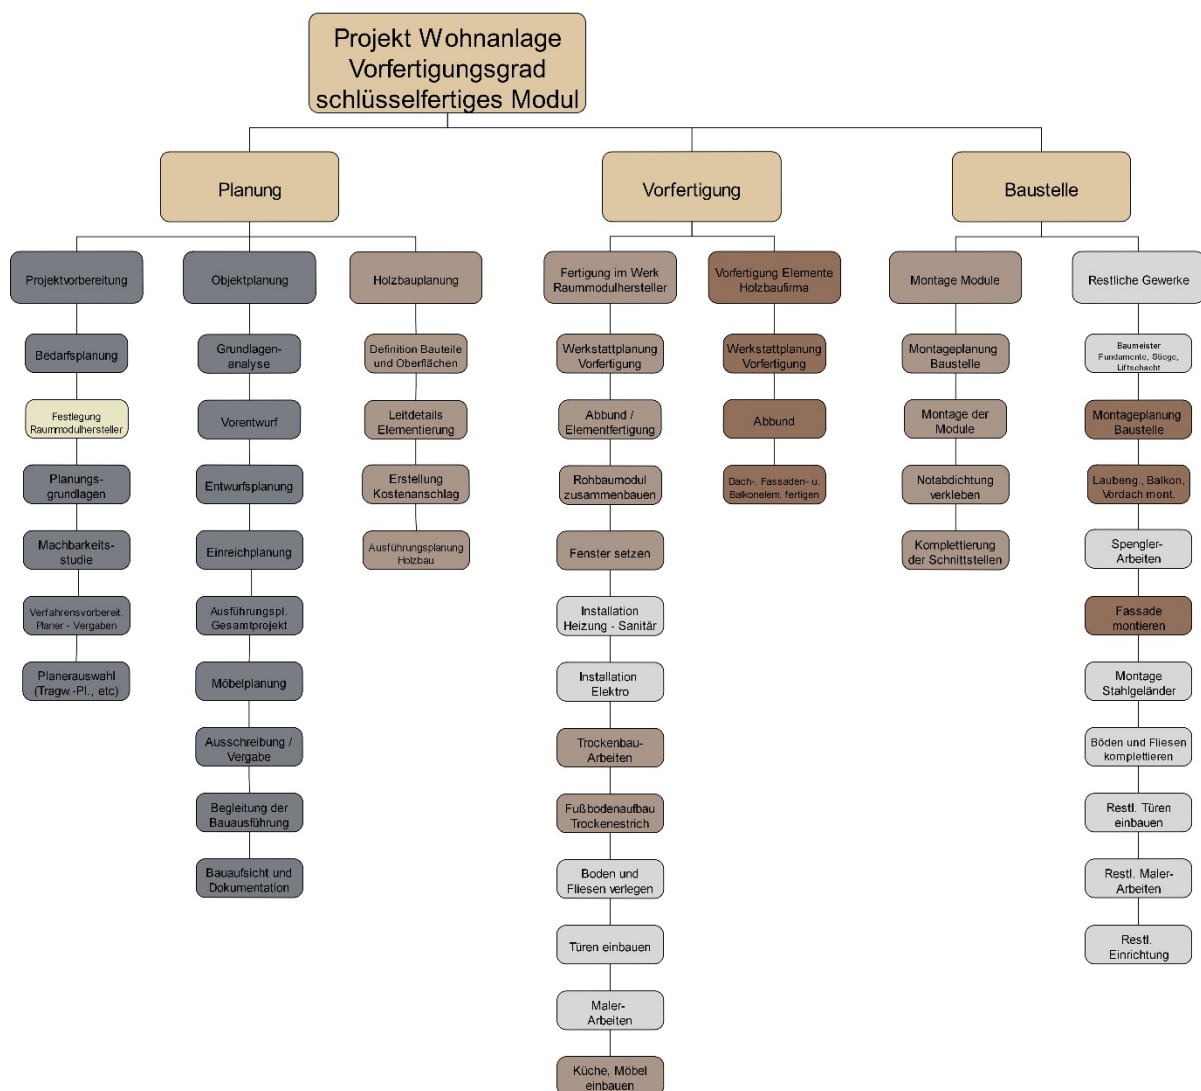 Projekt Wohnanlage
Vorfertigungsgrad
schlüsselfertiges Modul
Planung
Vorfertigung
Baustelle
Projektvorbereitung
Bedarfsplanung
Festlegung
Raummodulhersteller
Planungs-
grundlagen
Machbarkeits-
studie
Verfahrensvorbereit.
Planer - Vergaben
Planerauswahl
(Tragw.-Pl., etc)
Objektplanung
Grundlagen-
analyse
Vorentwurf
Entwurfsplanung
Einreichplanung
Ausführungspl.
Gesamtprojekt
Möbelplanung
Ausschreibung /
Vergabe
Begleitung der
Bauausführung
Bauaufsicht und
Dokumentation
Holzbauplanung
Definition Bauteile
und Oberflächen
Leitdetails
Elementierung
Erstellung
Kostenanschlag
Ausführungsplanung
Holzbau
Fertigung im Werk
Raummodulhersteller
Werkstattplanung
Vorfertigung
Abbund /
Elementfertigung
Rohbaumodul
zusammenbauen
Fenster setzen
Installation
Heizung - Sanitär
Installation
Elektro
Trockenbau-
Arbeiten
Fußbodenaufbau
Trockenestrich
Boden und
Fliesen verlegen
Türen einbauen
Maler-
Arbeiten
Küche, Möbel
einbauen
Vorfertigung Elemente
Holzbaufirma
Werkstattplanung
Vorfertigung
Abbund
Dach-, Fassaden- u.
Balkonelem. fertigen
Montage Module
Montageplanung
Baustelle
Montage der
Module
Notabdichtung
verkleben
Komplettierung
der Schnittstellen
Restliche Gewerke
Baumeister
Fundamente, Stiege,
Liftschacht
Montageplanung
Baustelle
Laubeng., Balkon,
Vordach mont.
Spengler-
Arbeiten
Fassade
montieren
Montage
Stahlgeländer
Böden und Fliesen
komplettieren
Restl. Türen
einbauen
Restl. Maler-
Arbeiten
Restl.
Einrichtung